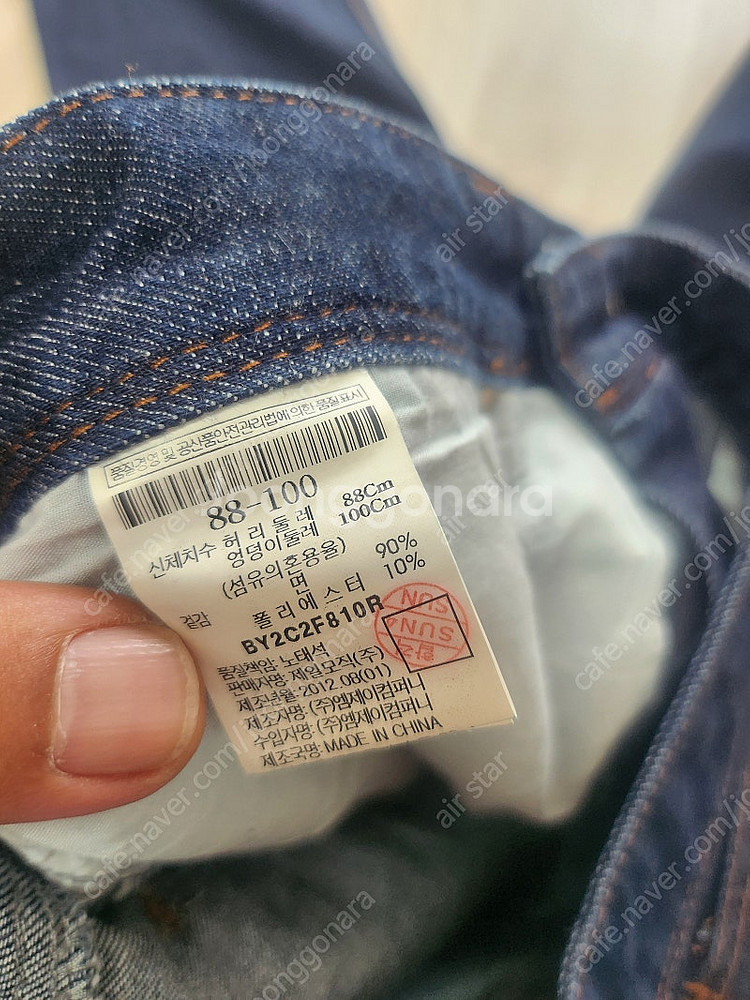 품질경영 및 공산품안전관리법에 의한 품질표시
88-100
신체치수 허 리 둘 레 88Cm
엉덩이둘레 100Cm
(섬유의혼용율)
겉감 면 90%
폴 리 에 스 터 10%
BY2C2F810R
품질책암: 노태석
판매자명: 제일모직(주)
제조년월: 2012.08(01)
제조자명: (주)엠제이컴퍼니
수입자명: (주)엠제이컴퍼니
제조국명: MADE IN CHINA
SUN
SUN4
joonggonara
air star
cafe.naver.com/joonggonara